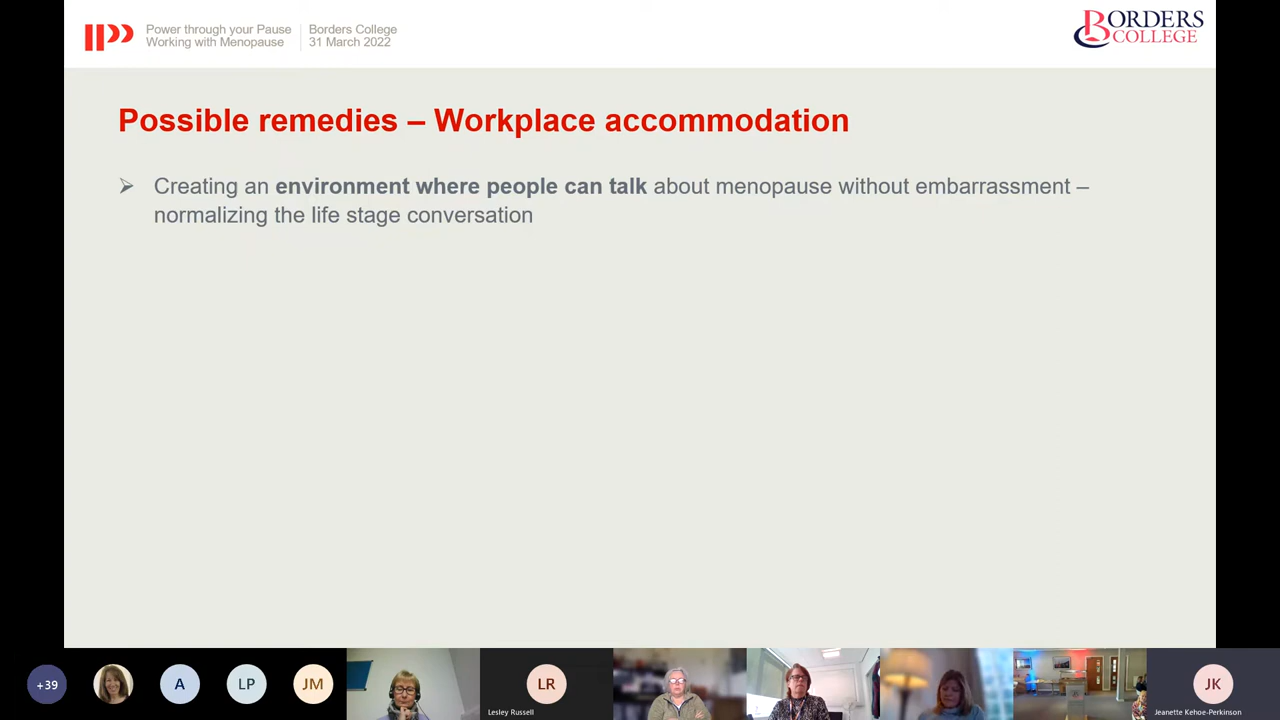 Power through your Pause
Working with Menopause
Borders College
31 March 2022
BORDERS
COLLEGE
Possible remedies – Workplace accommodation
➢ Creating an environment where people can talk about menopause without embarrassment –
normalizing the life stage conversation
+39
A
LP
JM
LR
Lesley Russell
JK
Jeanette Kehoe-Perkinson